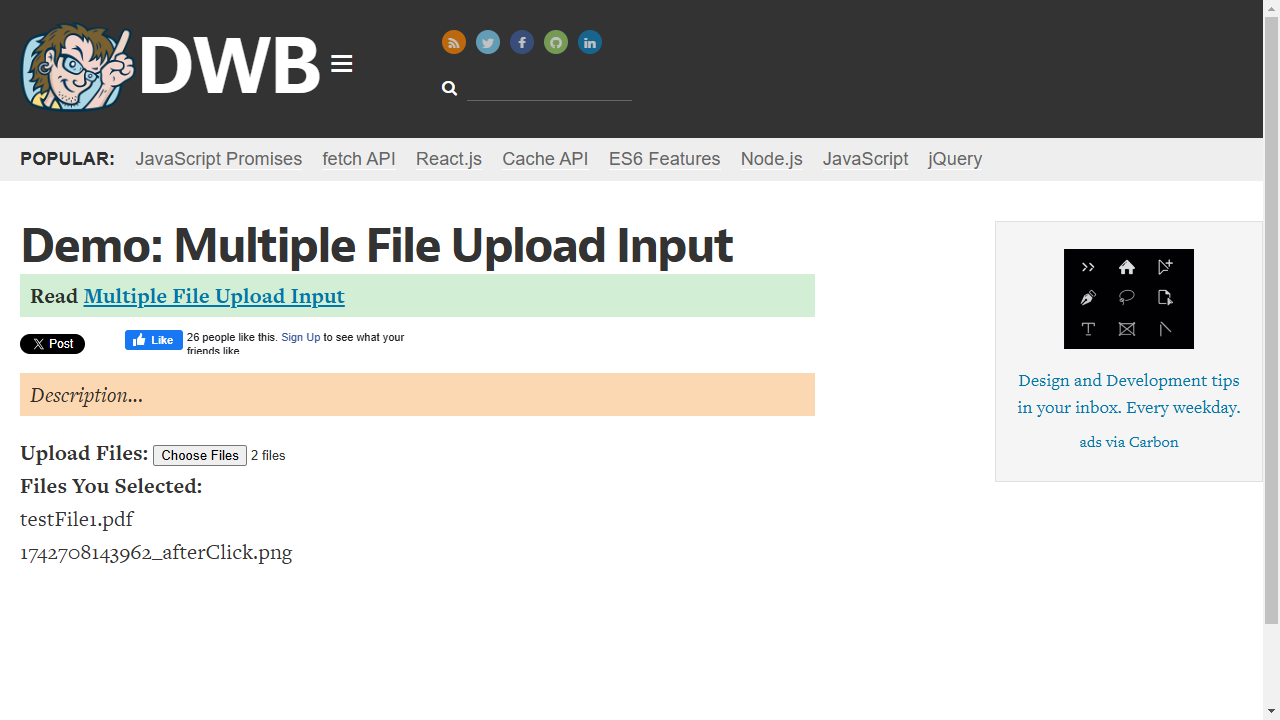 DWB
POPULAR: JavaScript Promises fetch API React.js Cache API ES6 Features Node.js JavaScript jQuery
Demo: Multiple File Upload Input
Read Multiple File Upload Input
Post
Like
26 people like this. Sign Up to see what your
friends like.
Description...
Upload Files: Choose Files 2 files
Files You Selected:
testFile1.pdf
1742708143962_afterClick.png
Design and Development tips
in your inbox. Every weekday.
ads via Carbon